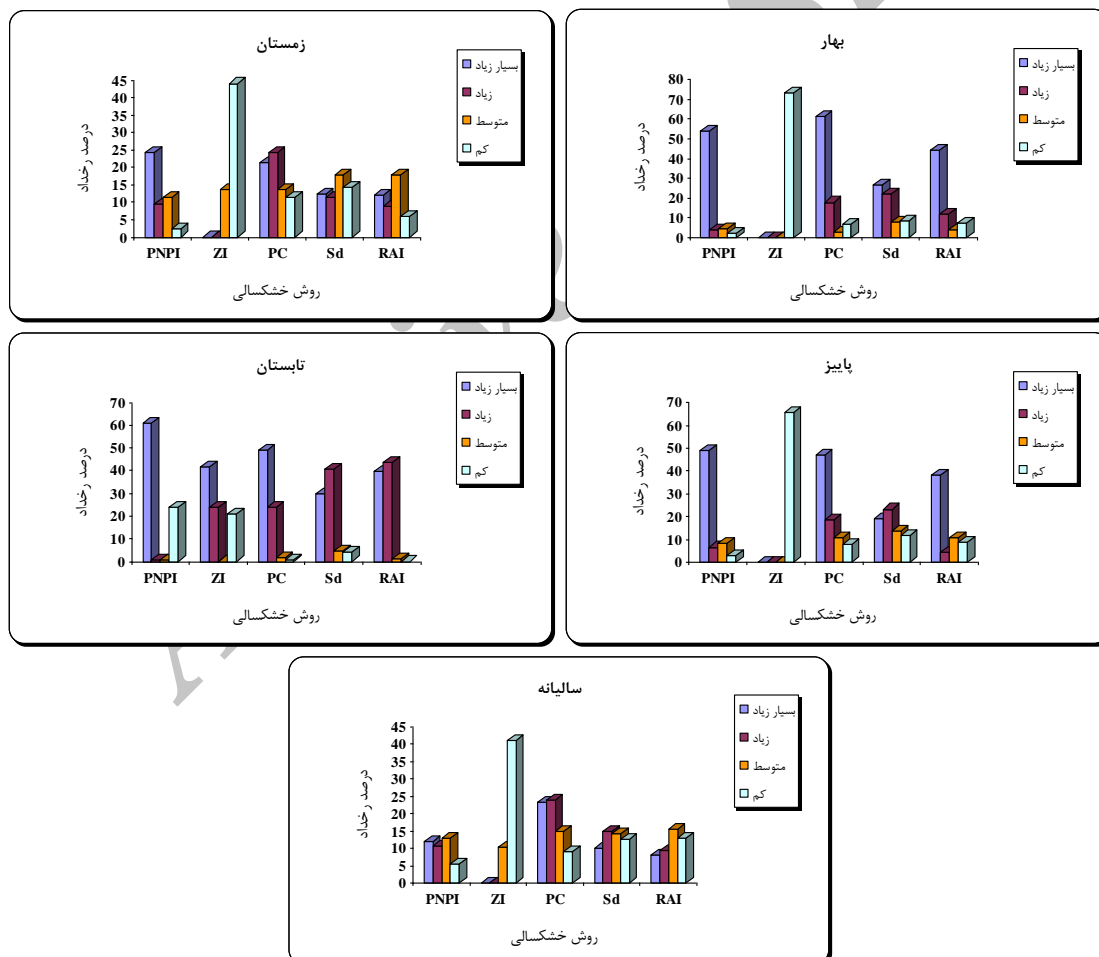 زمستان
درصد رخداد
45
40
35
30
25
20
15
10
5
0
PNPI ZI PC Sd RAI
روش خشکسالی
بسیار زیاد
زیاد
متوسط
کم
بهار
درصد رخداد
80
70
60
50
40
30
20
10
0
PNPI ZI PC Sd RAI
روش خشکسالی
بسیار زیاد
زیاد
متوسط
کم
تابستان
درصد رخداد
70
60
50
40
30
20
10
0
PNPI ZI PC Sd RAI
روش خشکسالی
بسیار زیاد
زیاد
متوسط
کم
پاییز
درصد رخداد
70
60
50
40
30
20
10
0
PNPI ZI PC Sd RAI
روش خشکسالی
بسیار زیاد
زیاد
متوسط
کم
سالیانه
درصد رخداد
45
40
35
30
25
20
15
10
5
0
PNPI ZI PC Sd RAI
روش خشکسالی
بسیار زیاد
زیاد
متوسط
کم